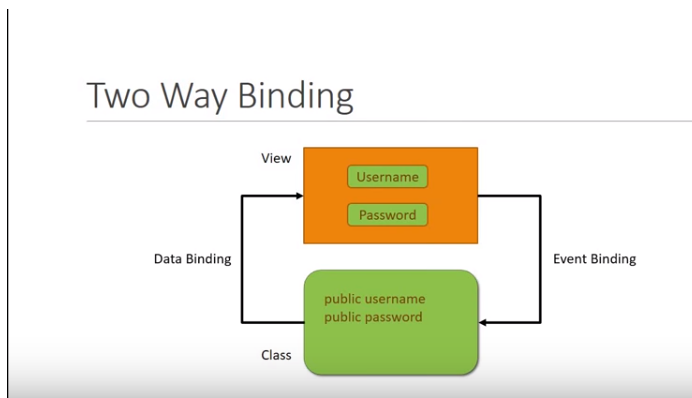 Two Way Binding
View
Username
Password
Data Binding
Event Binding
public username
public password
Class